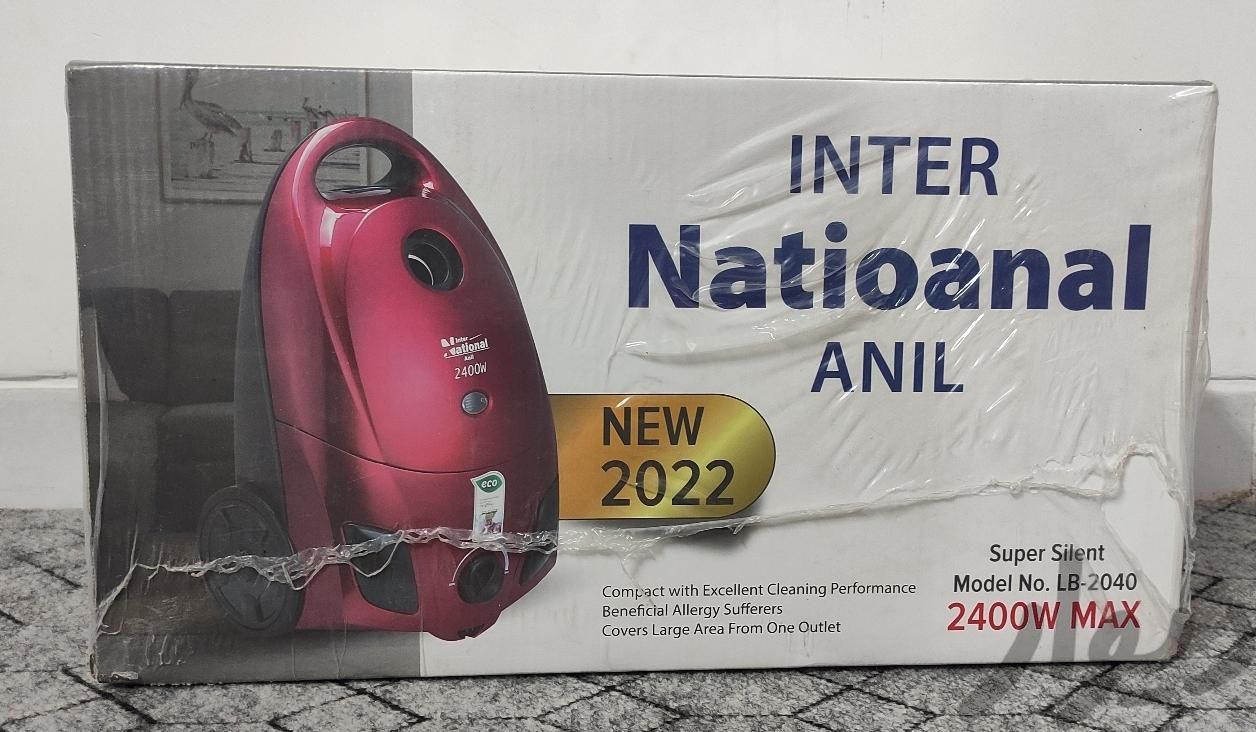 INTER
Natioanal
ANIL
Inter
National
Anil
2400W
eco
NEW
2022
Compact with Excellent Cleaning Performance
Beneficial Allergy Sufferers
Covers Large Area From One Outlet
Super Silent
Model No. LB-2040
2400W MAX